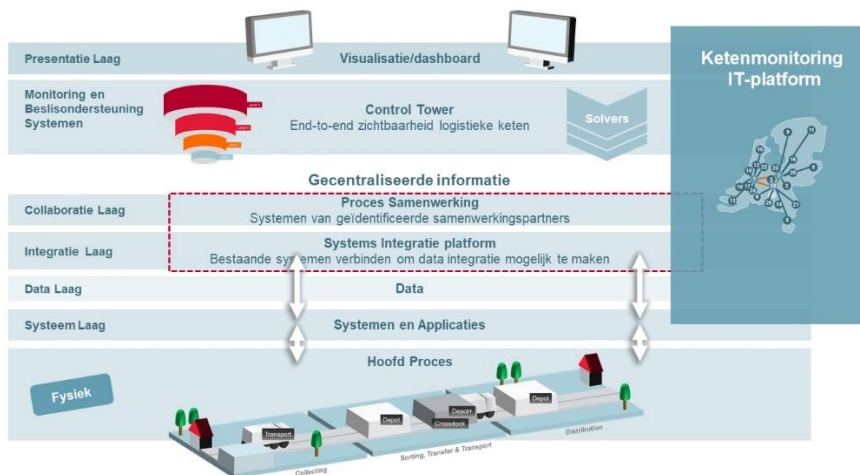 Presentatie Laag
Visualisatie/dashboard
Ketenmonitoring
IT-platform
Monitoring en
Beslisondersteuning
Systemen
Control Tower
End-to-end zichtbaarheid logistieke keten
Solvers
Gecentraliseerde informatie
Collaboratie Laag
Proces Samenwerking
Systemen van geïdentificeerde samenwerkingspartners
Integratie Laag
Systems Integratie platform
Bestaande systemen verbinden om data integratie mogelijk te maken
Data Laag
Data
Systeem Laag
Systemen en Applicaties
Hoofd Proces
Fysiek
Transport
Depot
Depot+
Crossdock
Depot
Collecting
Sorting, Transfer & Transport
Distribution